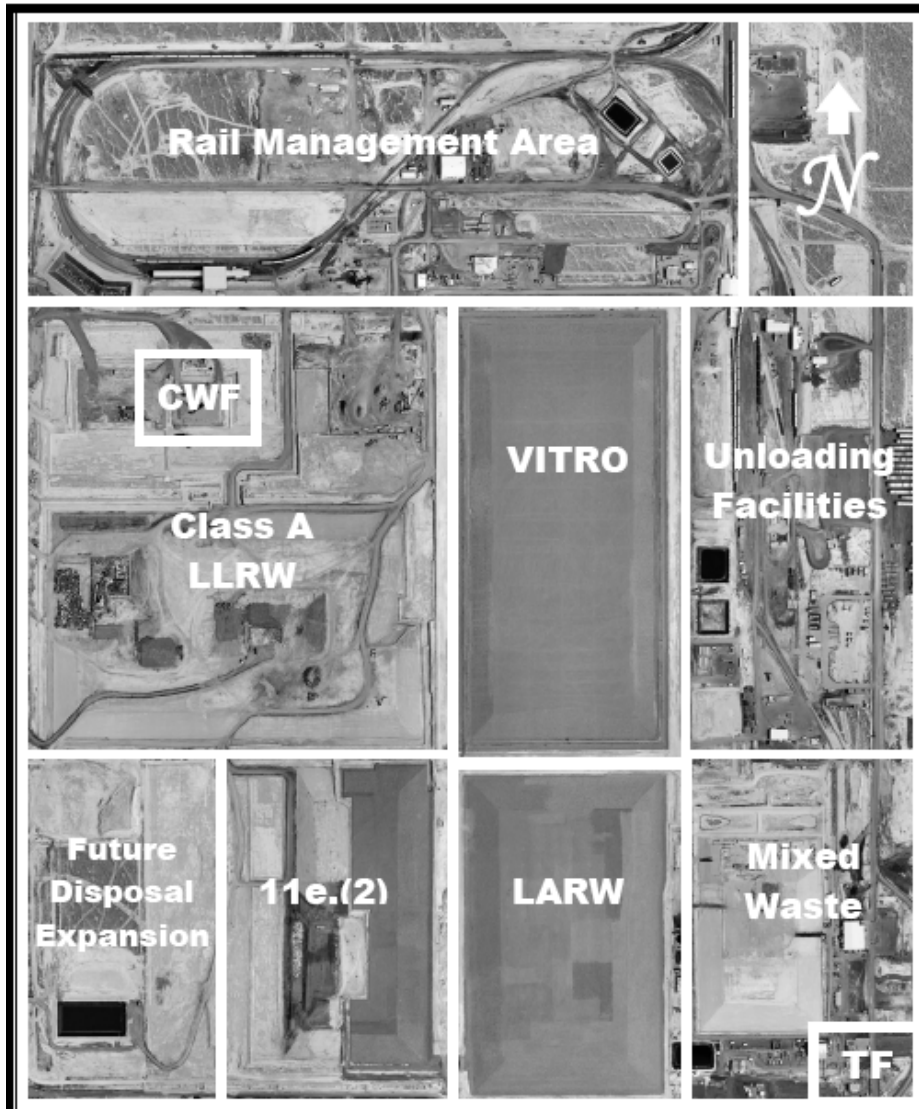 Rail Management Area
N
CWF
Class A
LLRW
VITRO
Unloading
Facilities
Future
Disposal
Expansion
11e.(2)
LARW
Mixed
Waste
TF